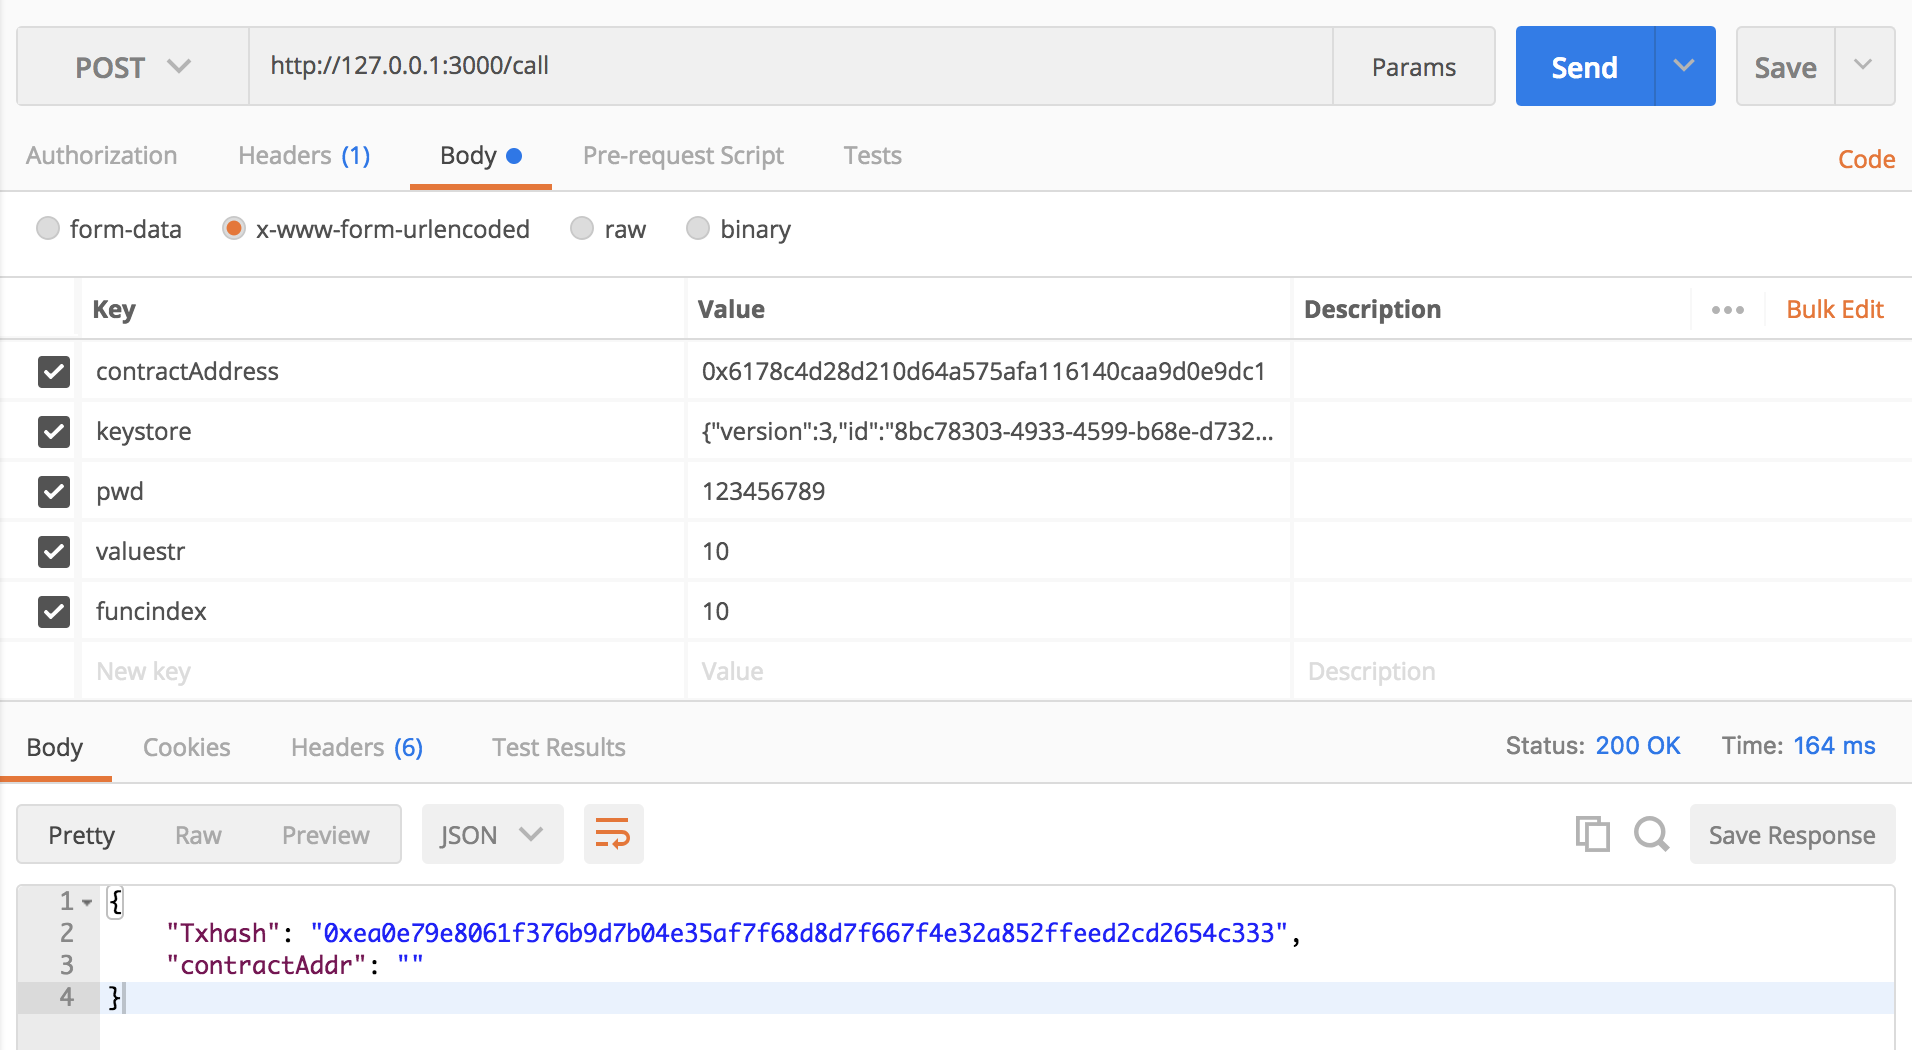 POST http://127.0.0.1:3000/call Params Send Save
Authorization Headers (1) Body Pre-request Script Tests Code
form-data x-www-form-urlencoded raw binary
Key Value Description ••• Bulk Edit
contractAddress 0x6178c4d28d210d64a575afa116140caa9d0e9dc1
keystore {"version":3,"id":"8bc78303-4933-4599-b68e-d732...
pwd 123456789
valuestr 10
funcindex 10
New key Value Description
Body Cookies Headers (6) Test Results Status: 200 OK Time: 164 ms
Pretty Raw Preview JSON Save Response
1 {
2 "Txhash": "0xea0e79e8061f376b9d7b04e35af7f68d8d7f667f4e32a852ffeed2cd2654c333",
3 "contractAddr": ""
4 }